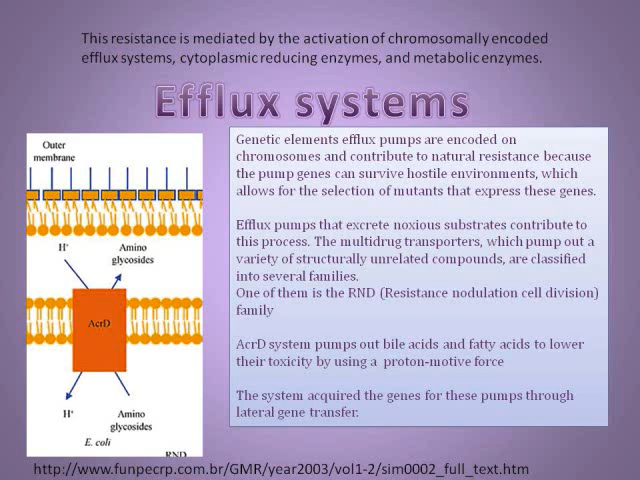 This resistance is mediated by the activation of chromosomally encoded
efflux systems, cytoplasmic reducing enzymes, and metabolic enzymes.
Efflux systems
Outer
membrane
H⁺
Amino
glycosides
AcrD
H⁺
Amino
glycosides
E. coli
RND
Genetic elements efflux pumps are encoded on
chromosomes and contribute to natural resistance because
the pump genes can survive hostile environments, which
allows for the selection of mutants that express these genes.
Efflux pumps that excrete noxious substrates contribute to
this process. The multidrug transporters, which pump out a
variety of structurally unrelated compounds, are classified
into several families.
One of them is the RND (Resistance nodulation cell division)
family
AcrD system pumps out bile acids and fatty acids to lower
their toxicity by using a proton-motive force
The system acquired the genes for these pumps through
lateral gene transfer.
http://www.funpecrp.com.br/GMR/year2003/vol1-2/sim0002_full_text.htm